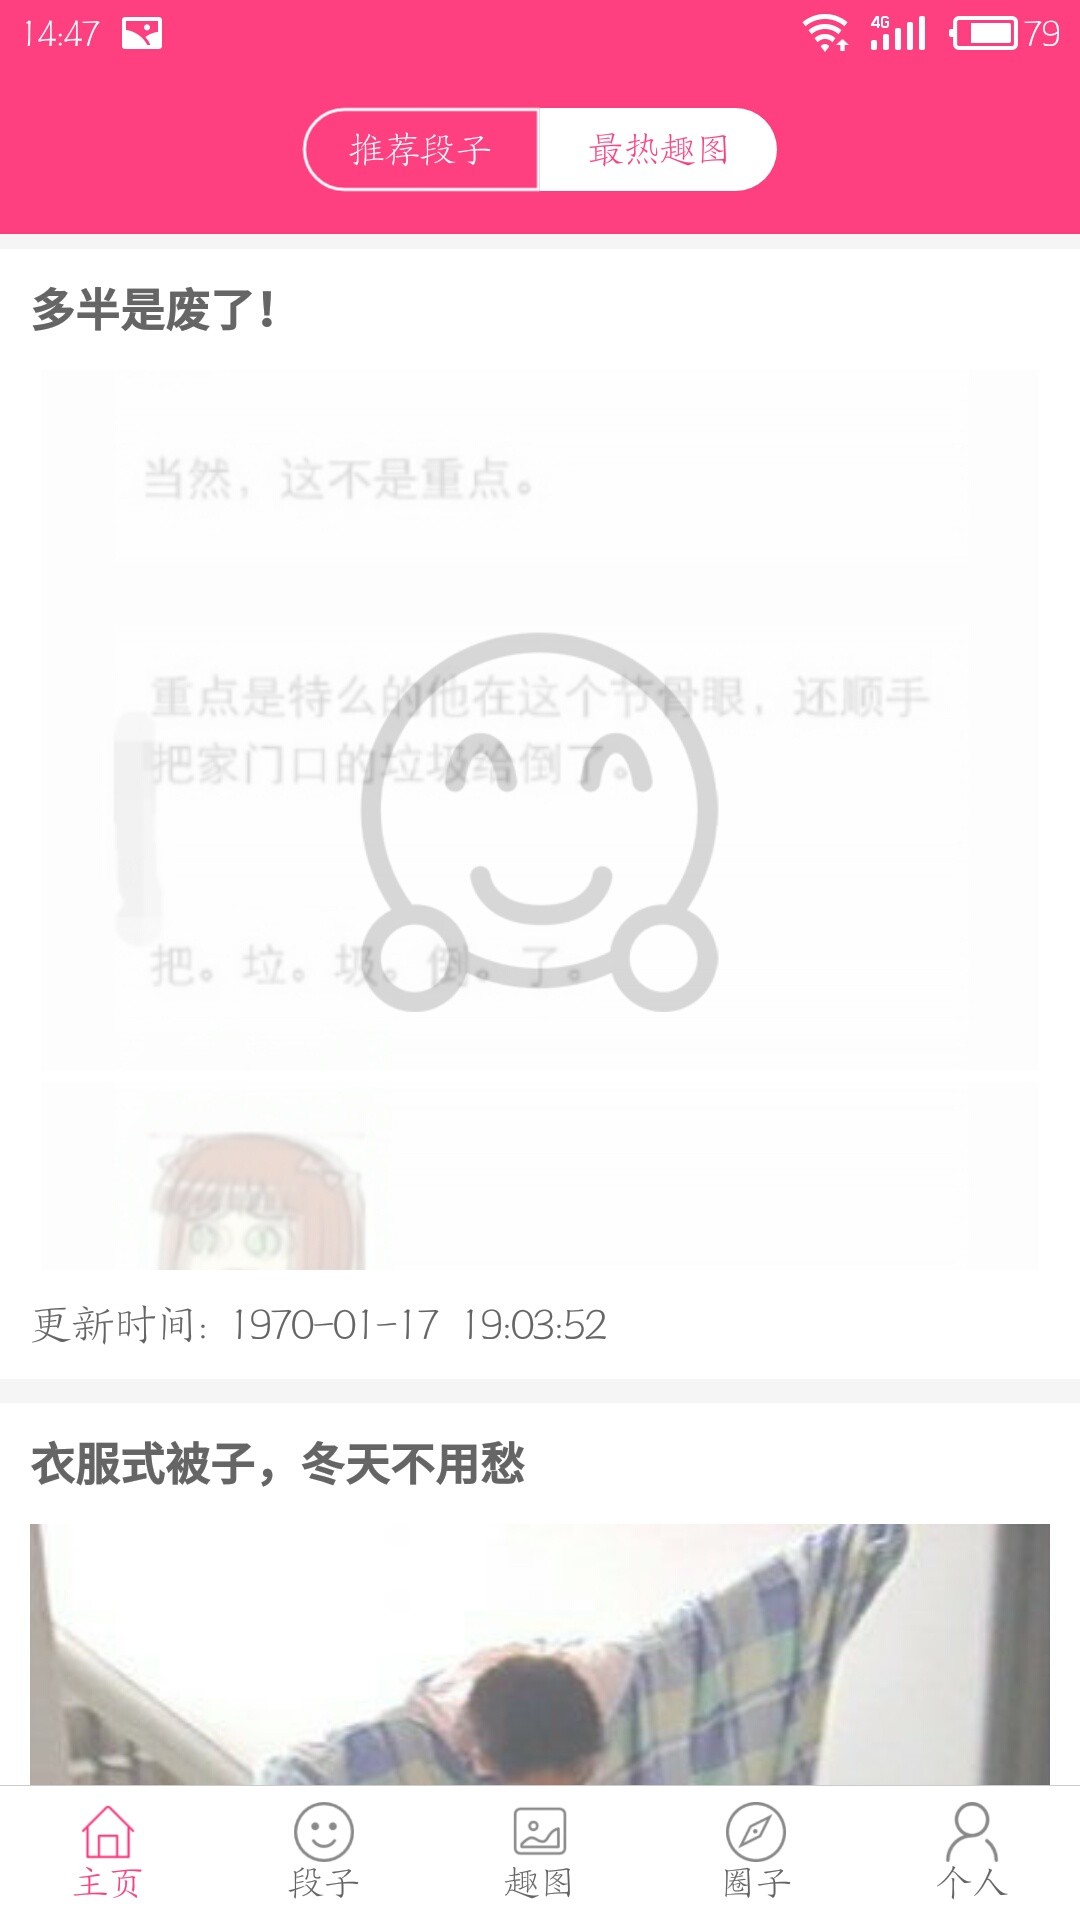 14:47
4G
79
推荐段子 最热趣图
多半是废了！
当然，这不是重点。
重点是特么的他在这个节骨眼，还顺手
把家门口的垃圾给倒了。
把。垃。圾。倒。了。
更新时间: 1970-01-17 19:03:52
衣服式被子，冬天不用愁
主页 段子 趣图 圈子 个人